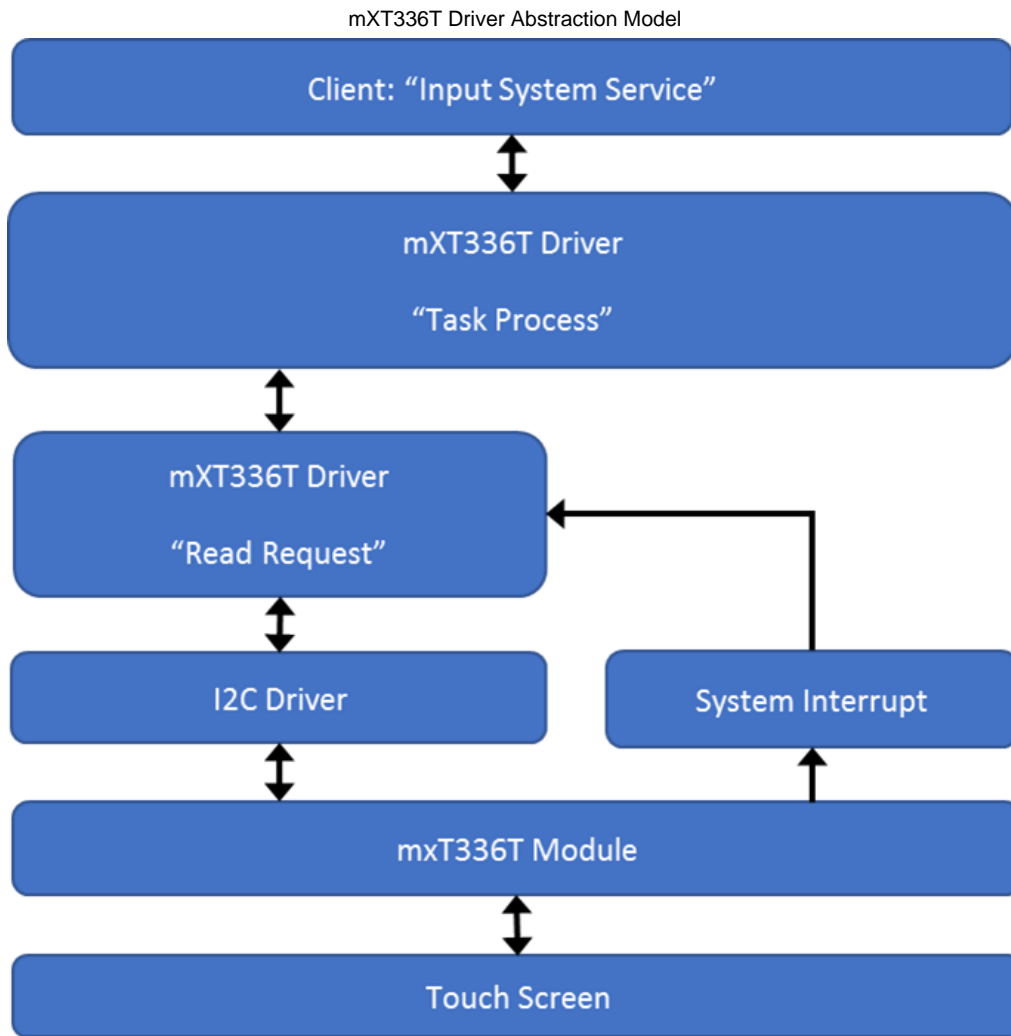 mXT336T Driver Abstraction Model
Client: “Input System Service”
mXT336T Driver
“Task Process”
mXT336T Driver
“Read Request”
I2C Driver
System Interrupt
mxT336T Module
Touch Screen